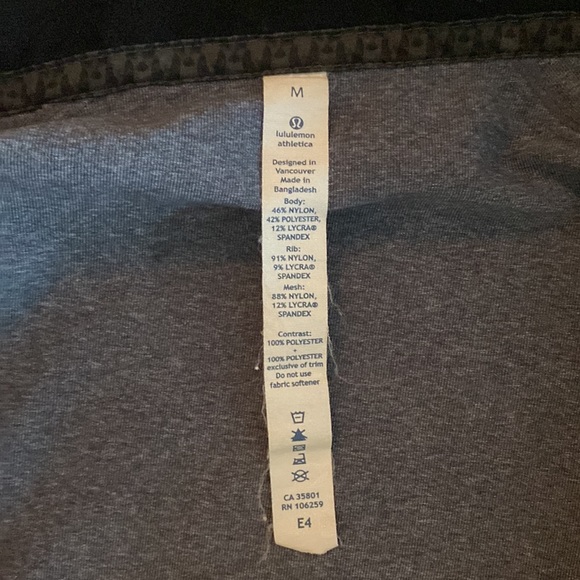 M
lululemon
athletica
Designed in
Vancouver
Made in
Bangladesh
Body:
46% NYLON,
42% POLYESTER,
12% LYCRA®
SPANDEX
Rib:
91% NYLON,
9% LYCRA®
SPANDEX
Mesh:
88% NYLON,
12% LYCRA®
SPANDEX
Contrast:
100% POLYESTER
+
100% POLYESTER
exclusive of trim
Do not use
fabric softener
CA 35801
RN 106259
E4